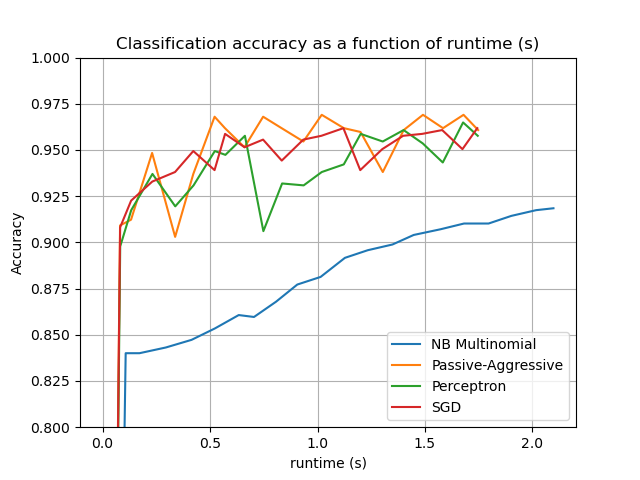 Classification accuracy as a function of runtime (s)
1.000
0.975
0.950
0.925
0.900
0.875
0.850
0.825
0.800
Accuracy
NB Multinomial
Passive-Aggressive
Perceptron
SGD
0.0 0.5 1.0 1.5 2.0
runtime (s)